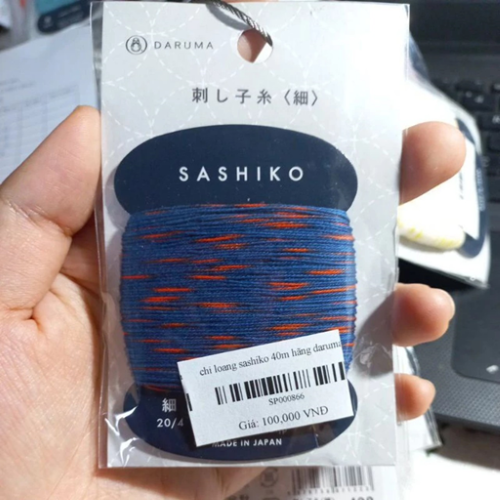 DARUMA
刺し子糸〈細〉
SASHIKO
chỉ loang sashiko 40m hãng daruma
SP000866
Giá: 100,000 VNĐ
細
20/4
MADE IN JAPAN